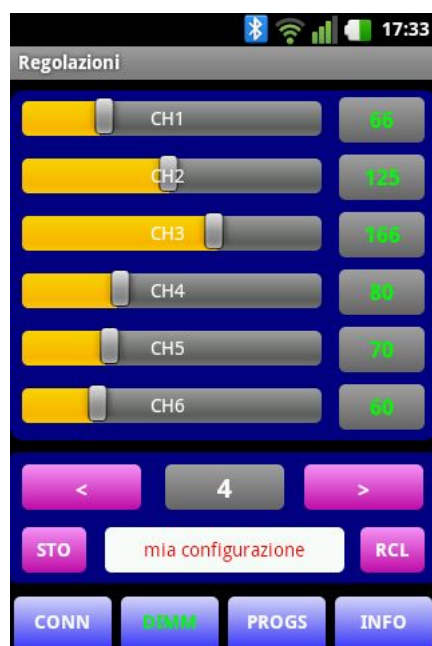 17:33
Regolazioni
CH1 66
CH2 125
CH3 166
CH4 80
CH5 70
CH6 60
< 4 >
STO mia configurazione RCL
CONN DIMM PROGS INFO